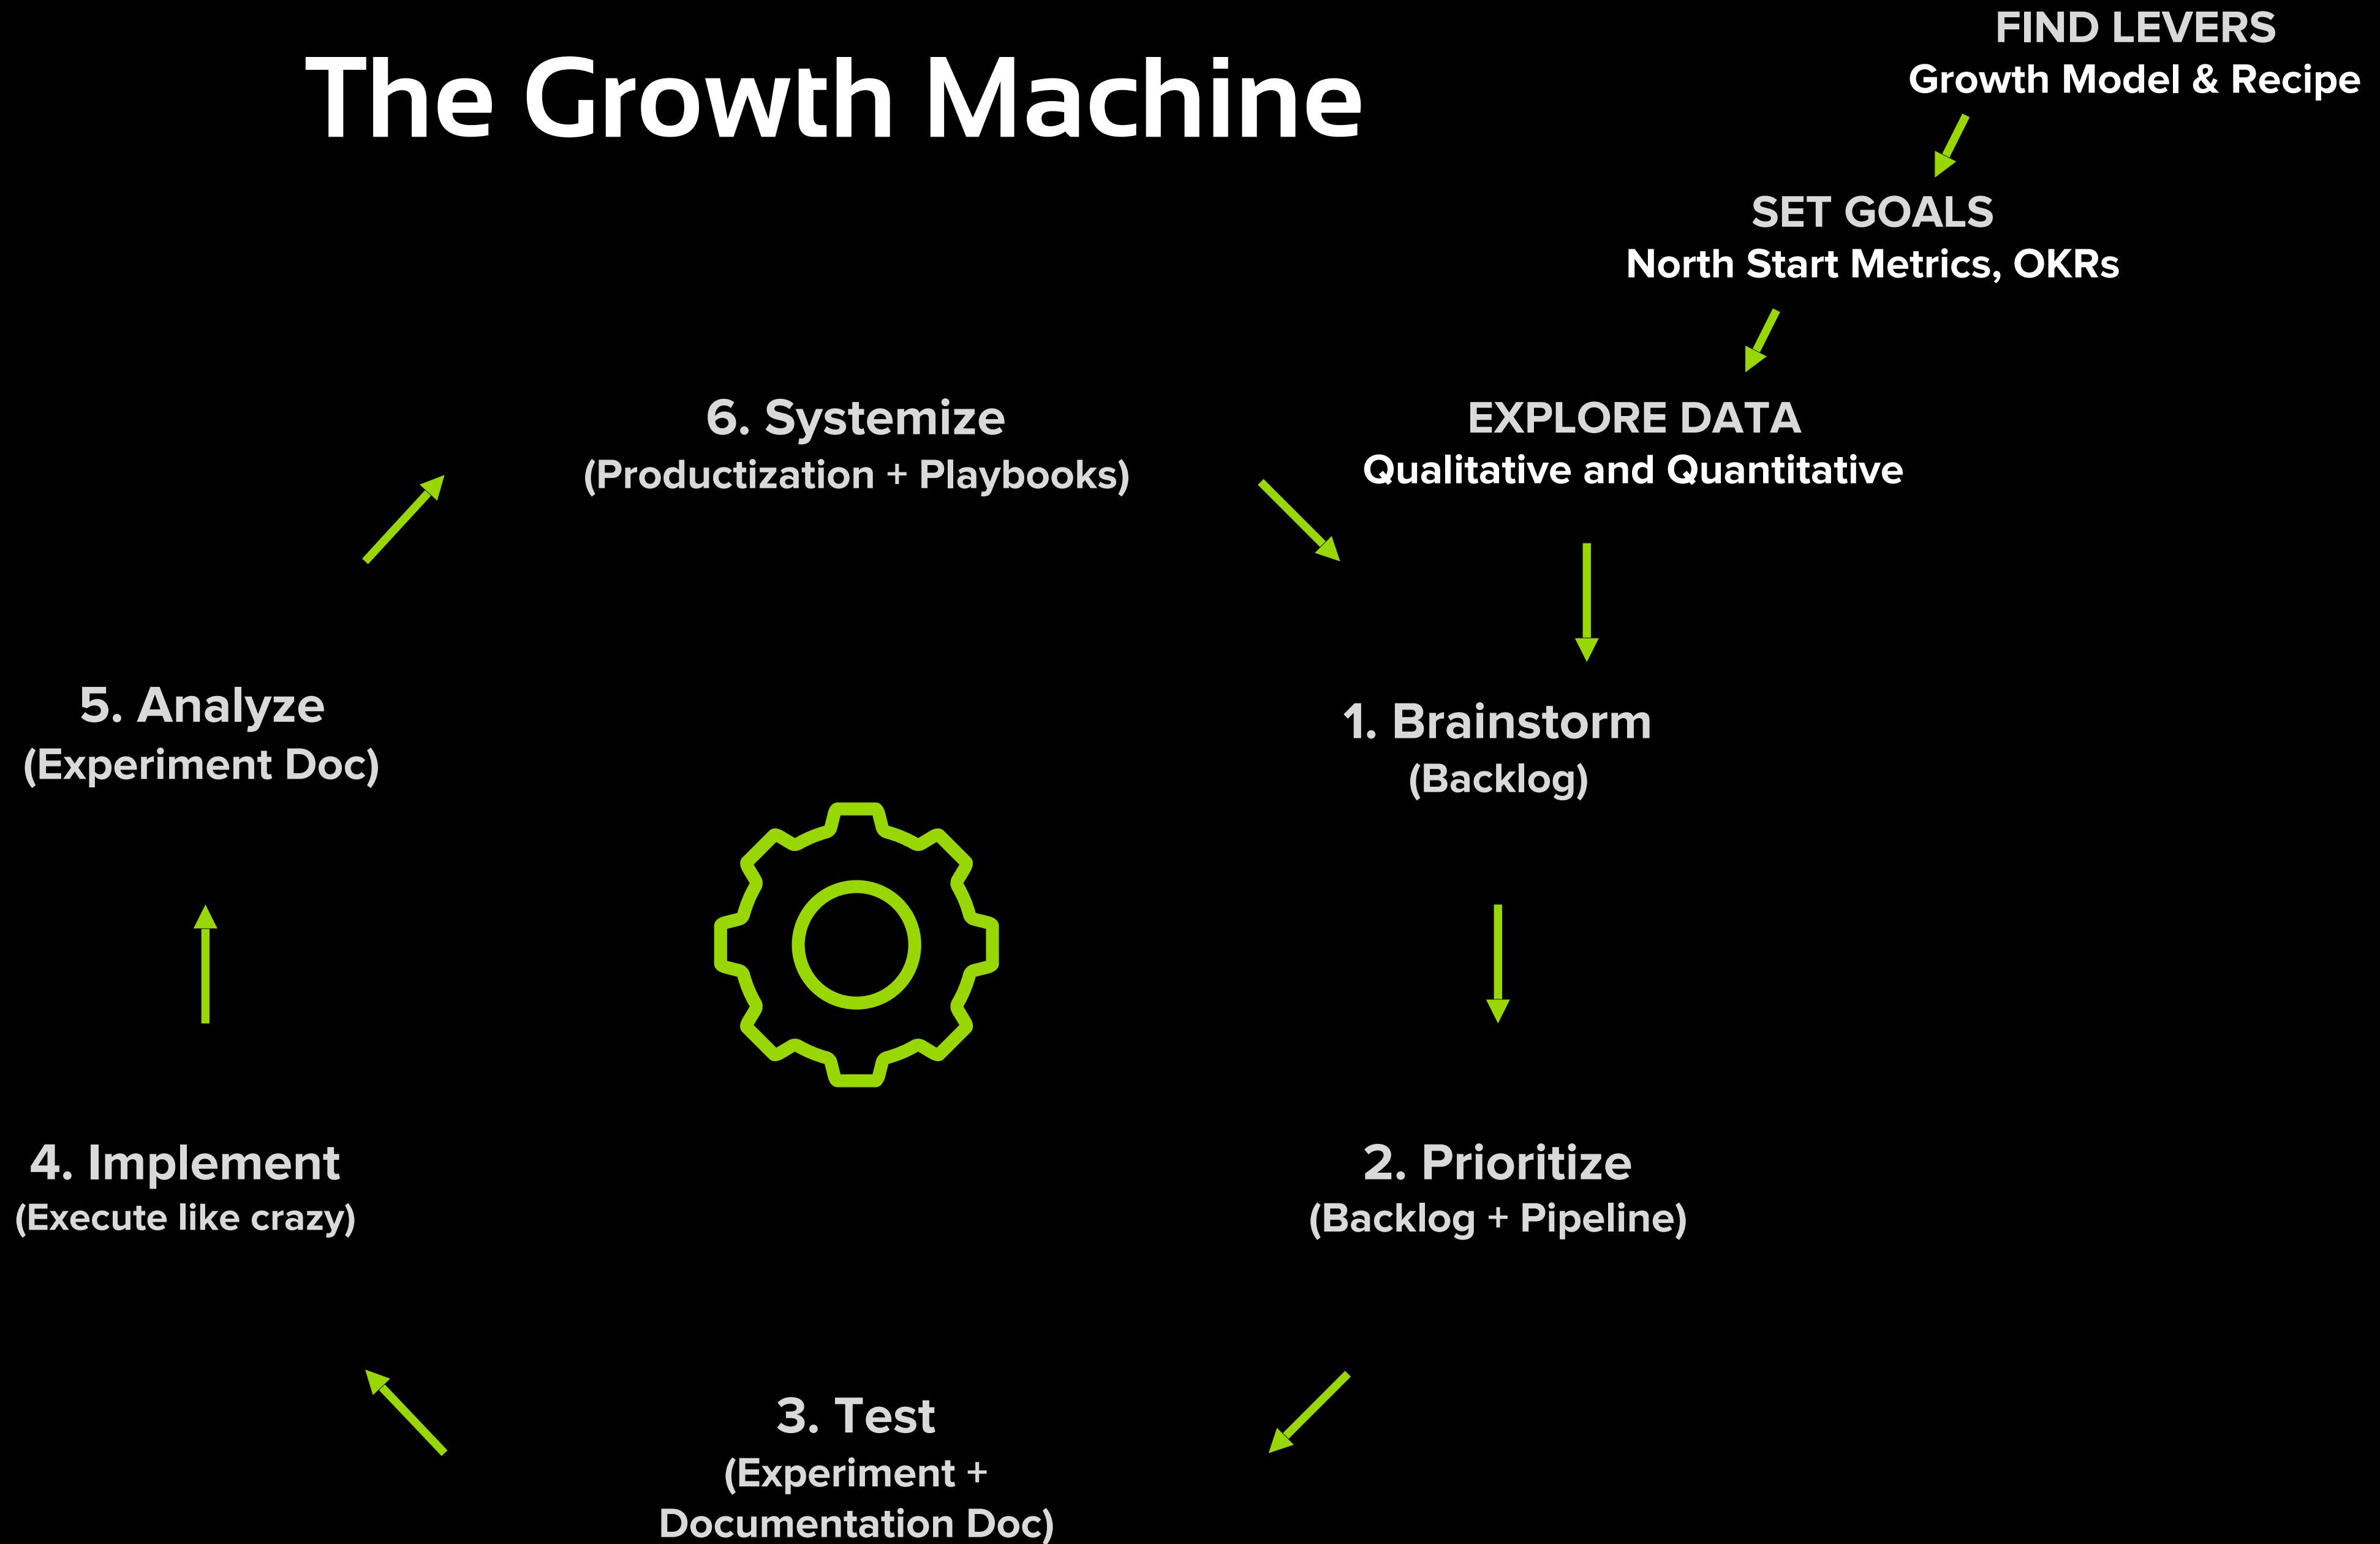 The Growth Machine
FIND LEVERS
Growth Model & Recipe
SET GOALS
North Start Metrics, OKRs
EXPLORE DATA
Qualitative and Quantitative
1. Brainstorm
(Backlog)
2. Prioritize
(Backlog + Pipeline)
3. Test
(Experiment +
Documentation Doc)
4. Implement
(Execute like crazy)
5. Analyze
(Experiment Doc)
6. Systemize
(Productization + Playbooks)